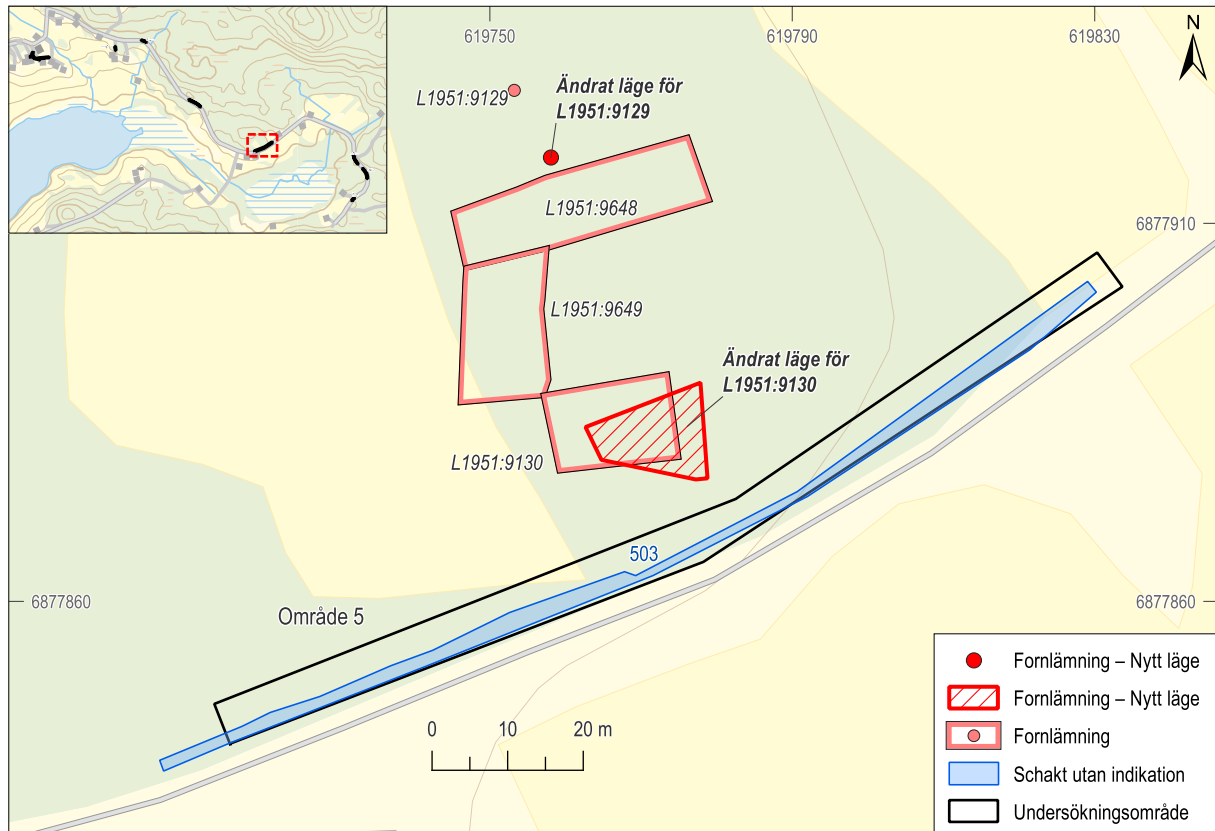 619750
619790
619830
N
L1951:9129
Ändrat läge för
L1951:9129
L1951:9648
6877910
L1951:9649
Ändrat läge för
L1951:9130
L1951:9130
503
6877860
6877860
Område 5
0 10 20 m
Fornlämning – Nytt läge
Fornlämning – Nytt läge
Fornlämning
Schakt utan indikation
Undersökningsområde